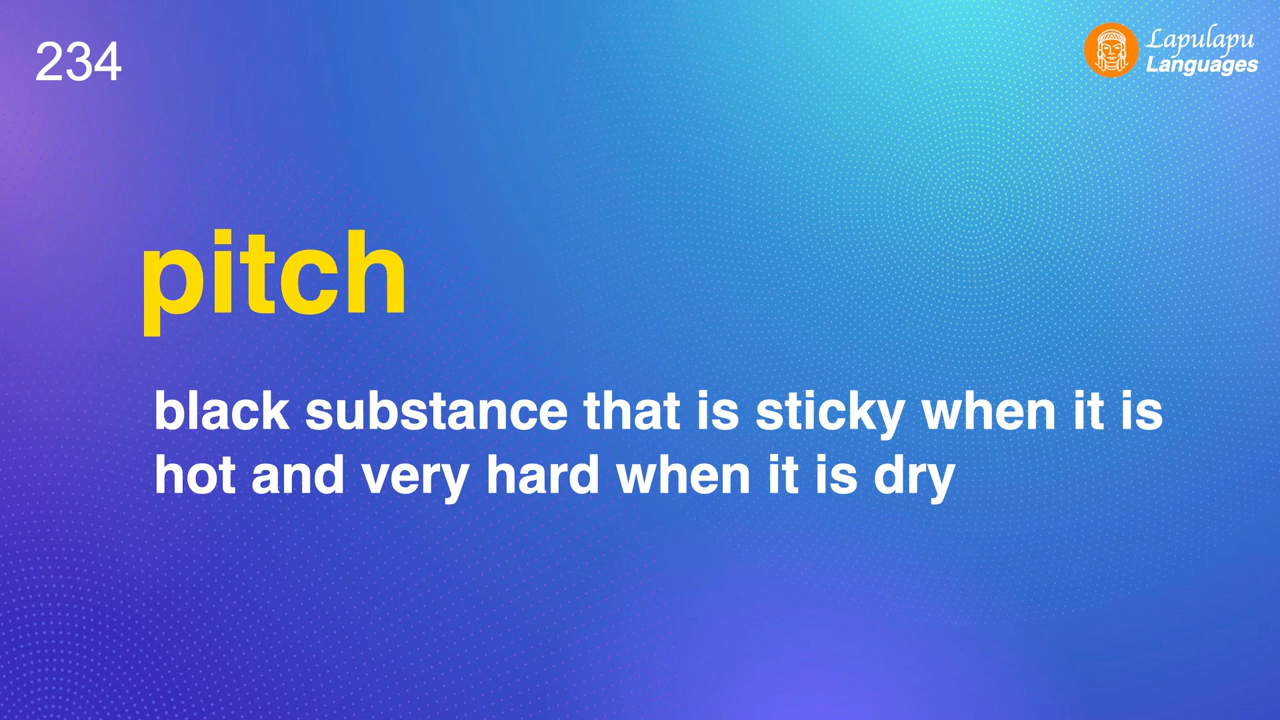 234
Lapulapu
Languages
pitch
black substance that is sticky when it is
hot and very hard when it is dry